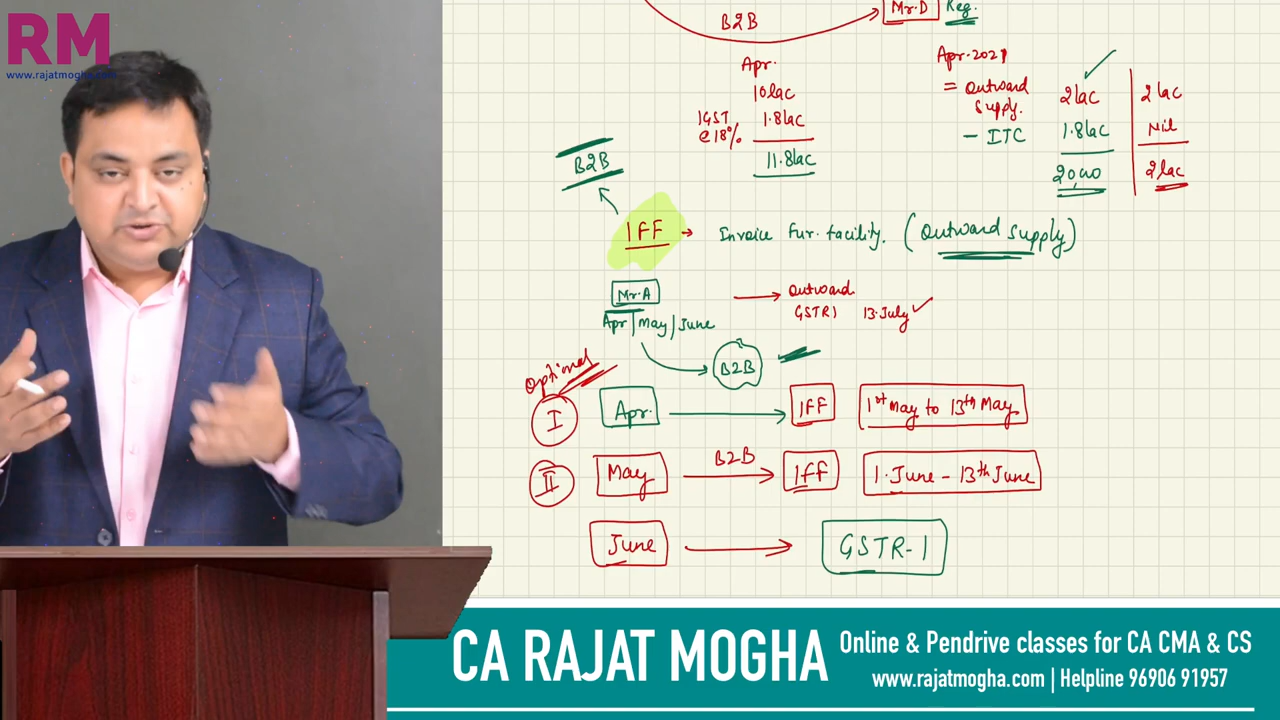 RM
www.rajatmogha.com
B2B
Mr.D Reg.
Apr.
10lac
IGST @18% 1.8lac
11.8lac
Apr.2021
= Outward Supply. 2lac 2lac
- ITC 1.8lac Nil
2lac
B2B
IFF → Invoice Fur. facility. (Outward Supply)
Mr.A → Outward
GSTR1 13.July
Apr|May|June
B2B
Optional
I Apr. IFF 1st May to 13th May
II May B2B IFF 1.June - 13th June
June GSTR-1
CA RAJAT MOGHA
Online & Pendrive classes for CA CMA & CS
www.rajatmogha.com | Helpline 96906 91957